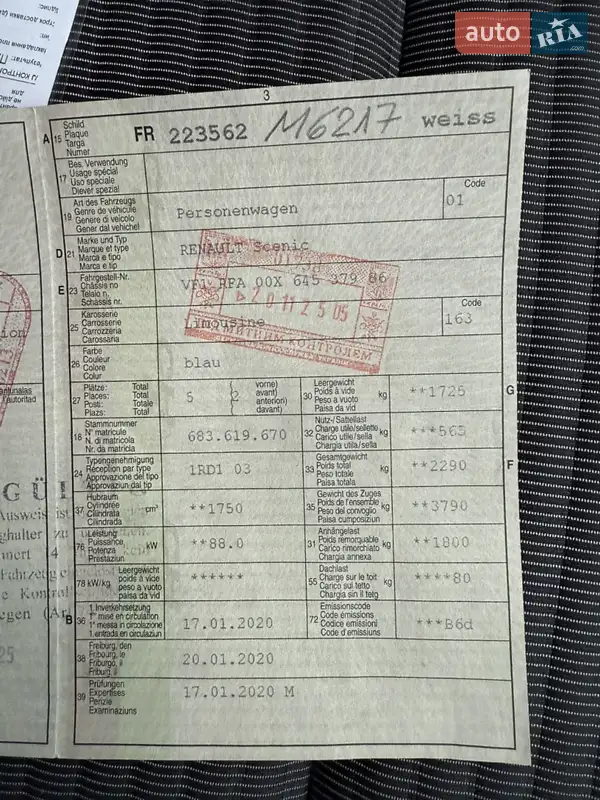 auto RIA .com
3
A 15 Schild Plaque Targa Numer FR 223562 M6217 weiss
17 Bes. Verwendung
Usage spécial
Uso speciale
Diever spezial
19 Art des Fahrzeugs Personenwagen Code 01
Genre de véhicule
Genere di veicolo
Gener dal vehichel
D 21 Marke und Typ RENAULT Scenic
Marque et type
Marca e tipo
Marca e tip
E 23 Fahrgestell-Nr. VF1 RFA 00X 645 379 86
Châssis no
Telaio n.
Schassis nr.
25 Karosserie Limousine Code 163
Carrosserie
Carrozzeria
Carossaria
26 Farbe blau
Couleur
Colore
Colur
27 Plätze: Total 5 (2 vorne) avant) anteriori) davant)
Places: Total
Posti: Totale
Plazs: Total
30 Leergewicht kg **1725 G
Poids à vide
Peso a vuoto
Paisa da vid
18 Stammnummer 683.619.670
N° matricule
N. di matricola
Nr. da matricla
32 Nutz-/Sattellast kg ***565
Charge utile/sellette
Carico utile/sella
Chargia utila/sella
24 Typengenehmigung 1RD1 03
Réception par type
Approvazione del tipo
Approvaziun dal tip
33 Gesamtgewicht kg **2290 F
Poids total
Peso totale
Paisa totala
37 Hubraum cm³ **1750
Cylindrée
Cilindrata
Cilindrada
35 Gewicht des Zuges kg **3790
Poids de l'ensemble
Peso del convoglio
Paisa cumposiziun
76 Leistung kW **88.0
Puissance
Potenza
Prestaziun
31 Anhängelast kg **1800
Poids remorquable
Carico rimorchiato
Chargia annexa
78 kW/kg Leergewicht ******
poids à vide
peso a vuoto
paisa da vid
55 Dachlast kg ****80
Charge sur le toit
Carico sul tetto
Chargia sin il tetg
B 36 1. Inverkehrsetzung 17.01.2020
1re mise en circulation
1a messa in circolazione
1. entrada en circulaziun
72 Emissionscode ***B6d
Code émissions
Codice emissioni
Code d'emissiuns
38 Freiburg, den 20.01.2020
Fribourg, le
Friburgo, il
Friburg, il
39 Prüfungen 17.01.2020 M
Expertises
Perizie
Examinaziuns
20 11 25 05
КОНТРОЛЕМ